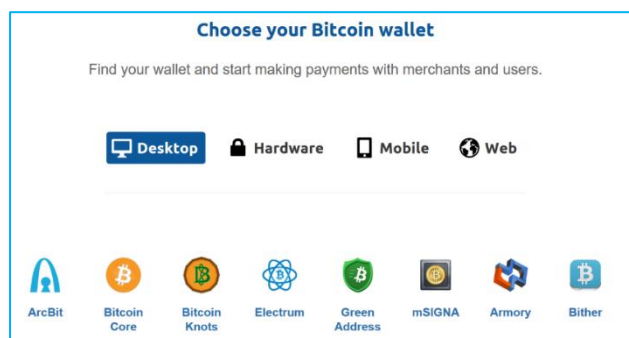 Choose your Bitcoin wallet
Find your wallet and start making payments with merchants and users.
Desktop Hardware Mobile Web
ArcBit Bitcoin Bitcoin Electrum Green mSIGNA Armory Bither
Core Knots Address